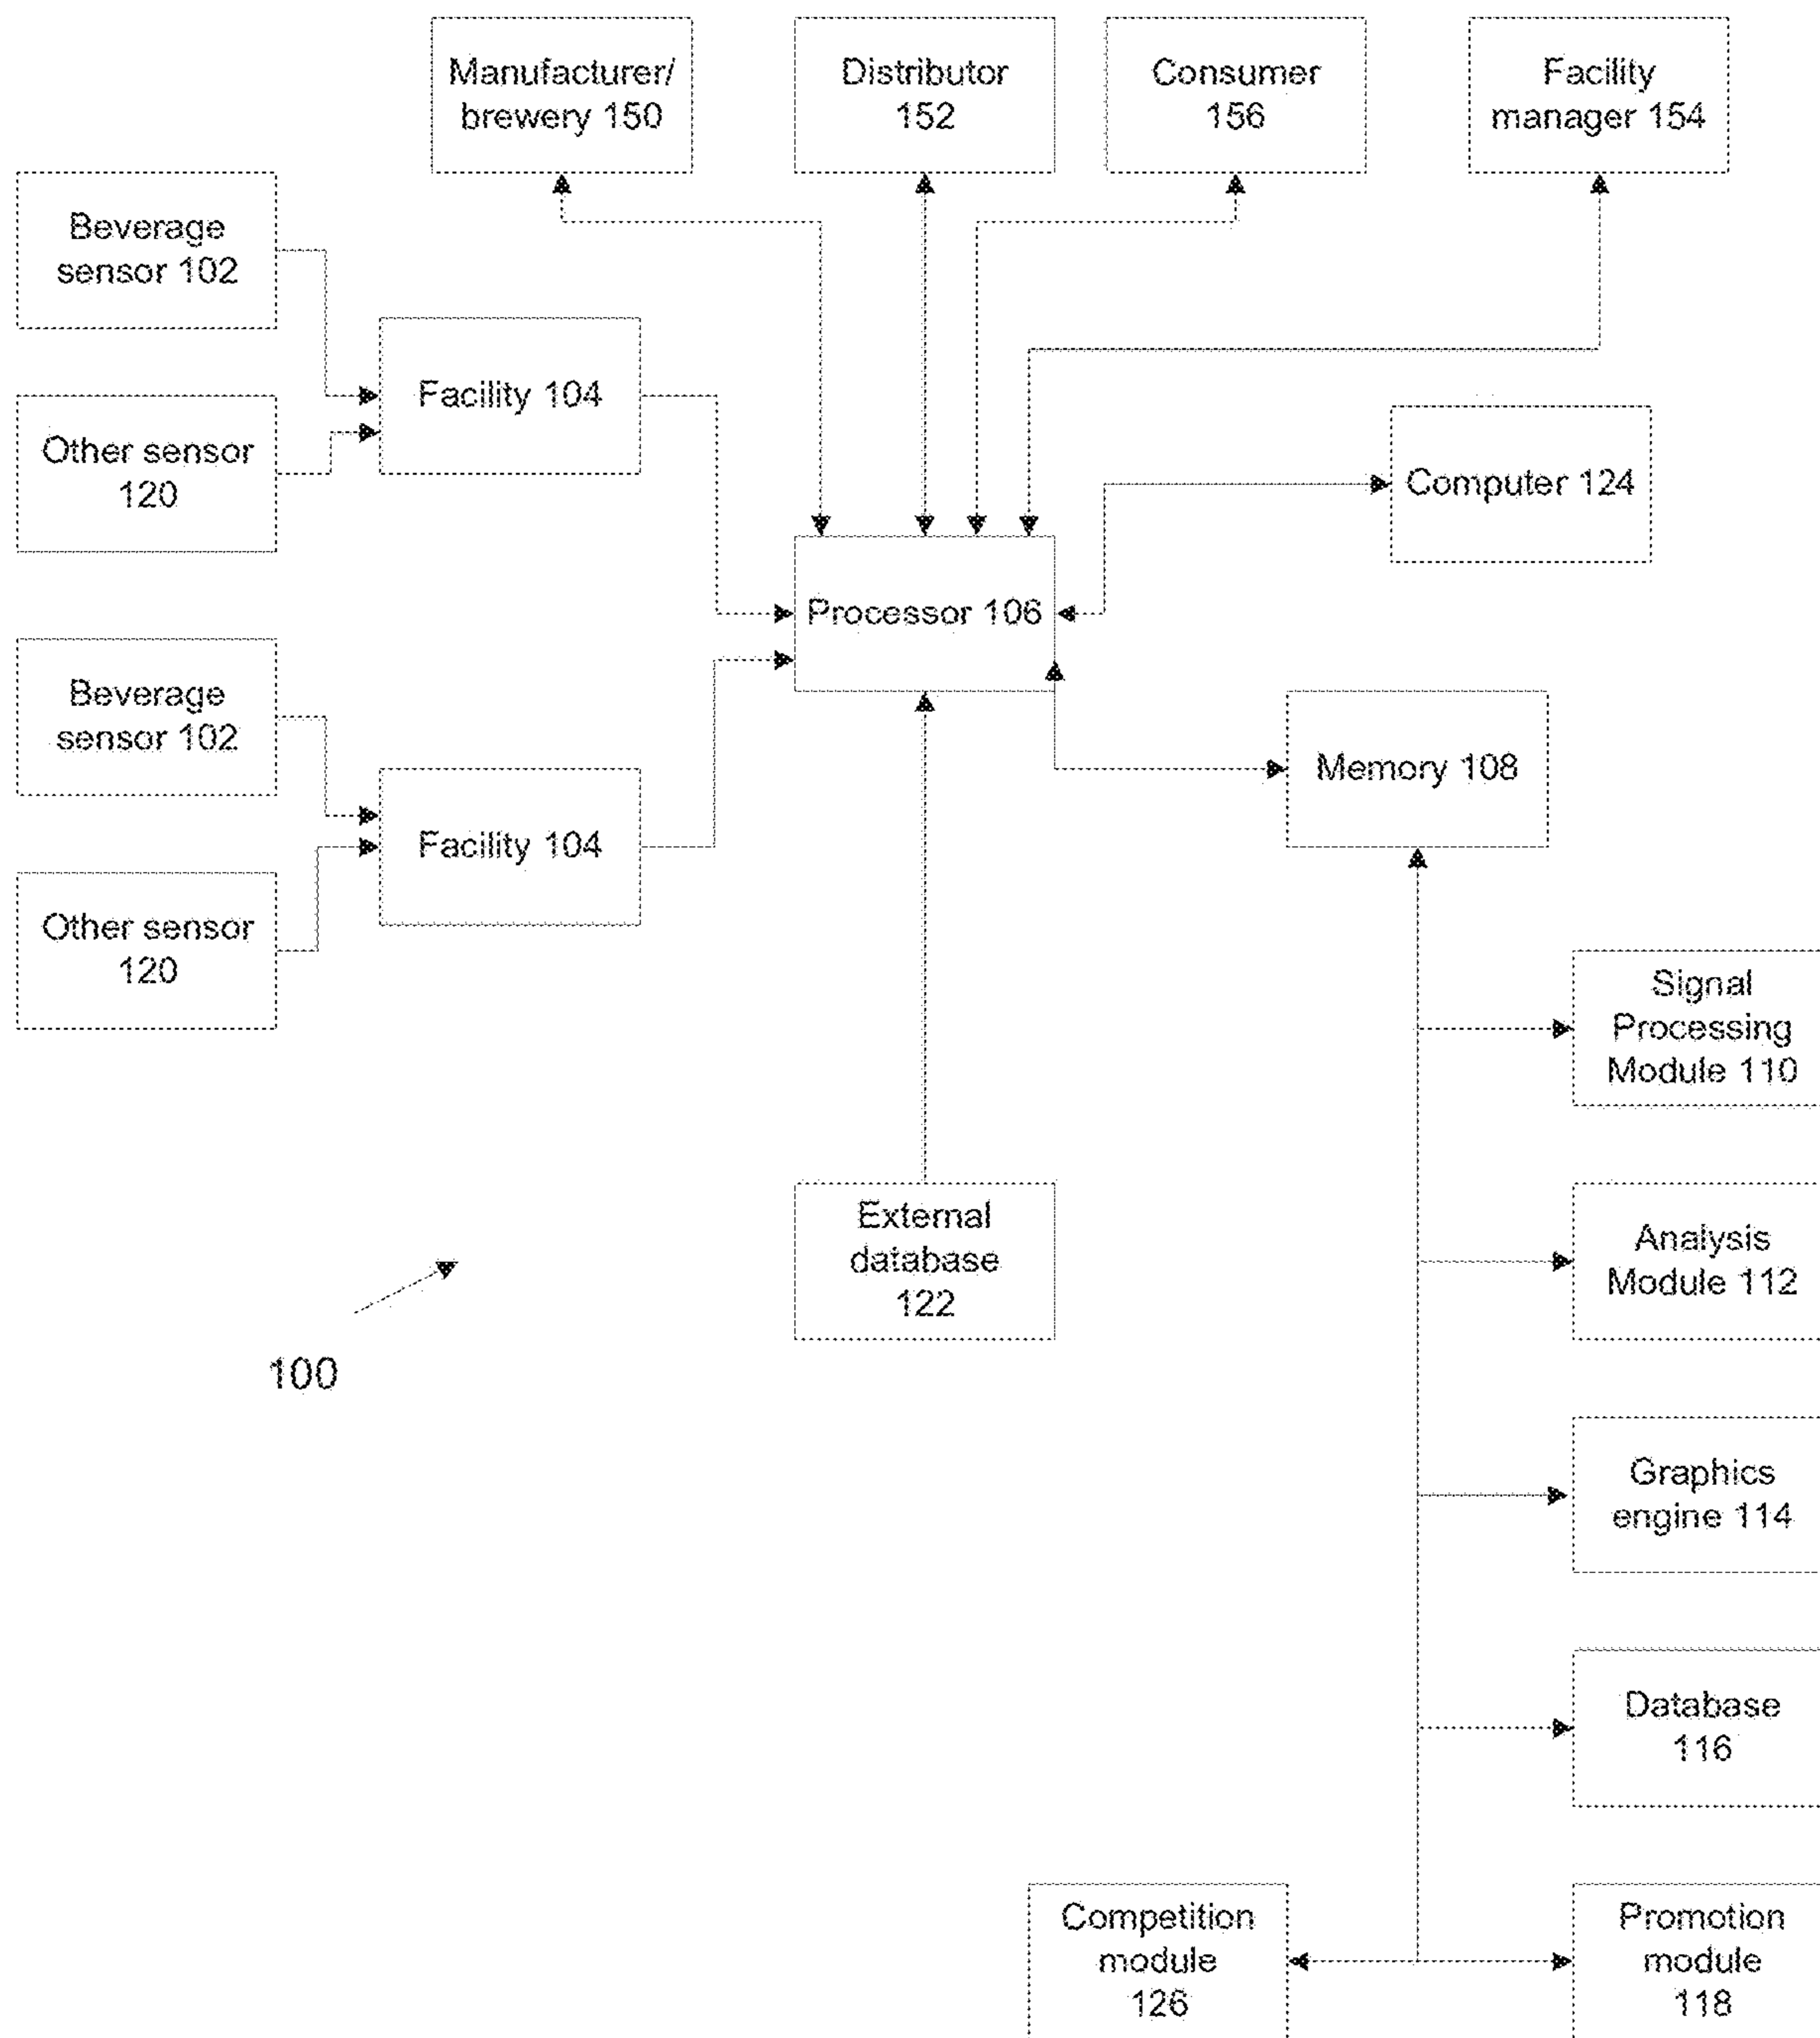 Manufacturer/
brewery 150
Distributor
152
Consumer
156
Facility
manager 154
Beverage
sensor 102
Facility 104
Other sensor
120
Computer 124
Processor 106
Beverage
sensor 102
Memory 108
Facility 104
Other sensor
120
Signal
Processing
Module 110
External
database
122
Analysis
Module 112
100
Graphics
engine 114
Database
116
Competition
module
126
Promotion
module
118